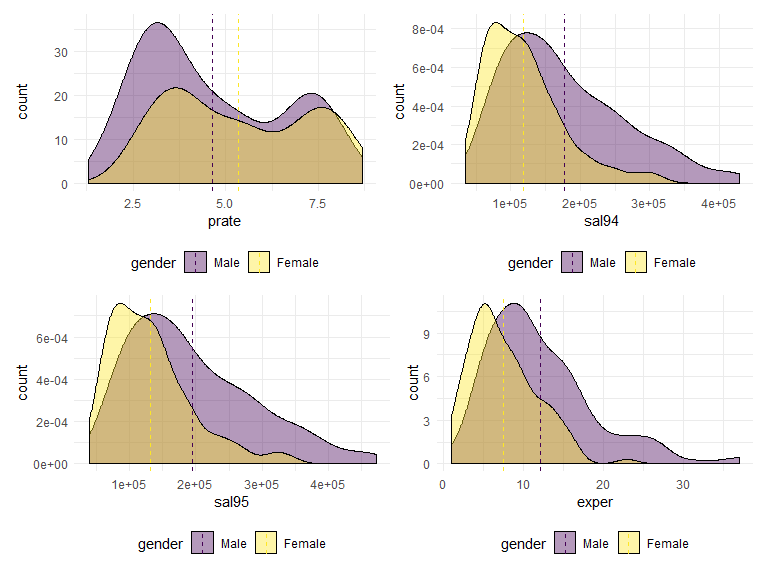 count
30
20
10
0
2.5 5.0 7.5
prate
gender Male Female
count
8e-04
6e-04
4e-04
2e-04
0e+00
1e+05 2e+05 3e+05 4e+05
sal94
gender Male Female
count
6e-04
4e-04
2e-04
0e+00
1e+05 2e+05 3e+05 4e+05
sal95
gender Male Female
count
9
6
3
0
0 10 20 30
exper
gender Male Female